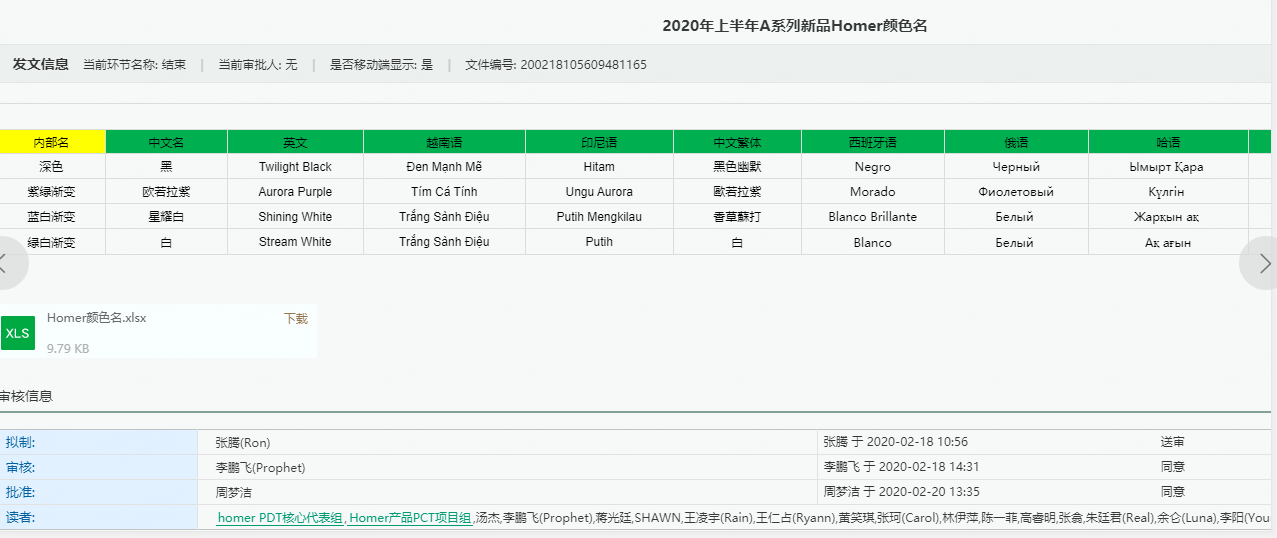 2020年上半年A系列新品Homer颜色名
发文信息 当前环节名称: 结束 | 当前审批人: 无 | 是否移动端显示: 是 | 文件编号: 200218105609481165
内部名 中文名 英文 越南语 印尼语 中文繁体 西班牙语 俄语 哈语
深色 黑 Twilight Black Đen Mạnh Mẽ Hitam 黑色幽默 Negro Черный Ымырт Қара
紫绿渐变 欧若拉紫 Aurora Purple Tím Cá Tính Ungu Aurora 歐若拉紫 Morado Фиолетовый Күлгін
蓝白渐变 星耀白 Shining White Trắng Sành Điệu Putih Mengkilau 香草蘇打 Blanco Brillante Белый Жарқын ақ
绿白渐变 白 Stream White Trắng Sành Điệu Putih 白 Blanco Белый Ақ ағын
XLS Homer颜色名.xlsx 下载
9.79 KB
审核信息
拟制: 张腾(Ron) 张腾 于 2020-02-18 10:56 送审
审核: 李鹏飞(Prophet) 李鹏飞 于 2020-02-18 14:31 同意
批准: 周梦洁 周梦洁 于 2020-02-20 13:35 同意
读者: homer PDT核心代表组,Homer产品PCT项目组,汤杰,李鹏飞(Prophet),蒋光廷,SHAWN,王凌宇(Rain),王仁占(Ryann),黄笑琪,张珂(Carol),林伊萍,陈一菲,高睿明,张翕,朱廷君(Real),余仑(Luna),李阳(You